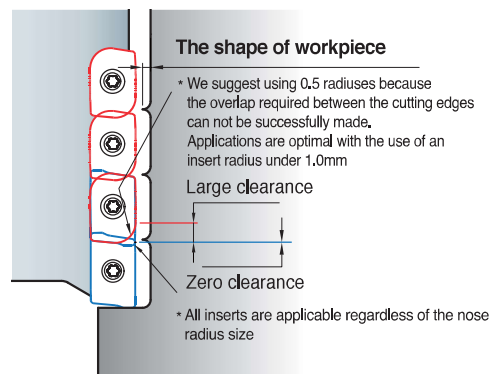 The shape of workpiece
* We suggest using 0.5 radiuses because
the overlap required between the cutting edges
can not be successfully made.
Applications are optimal with the use of an
insert radius under 1.0mm
Large clearance
Zero clearance
* All inserts are applicable regardless of the nose
radius size